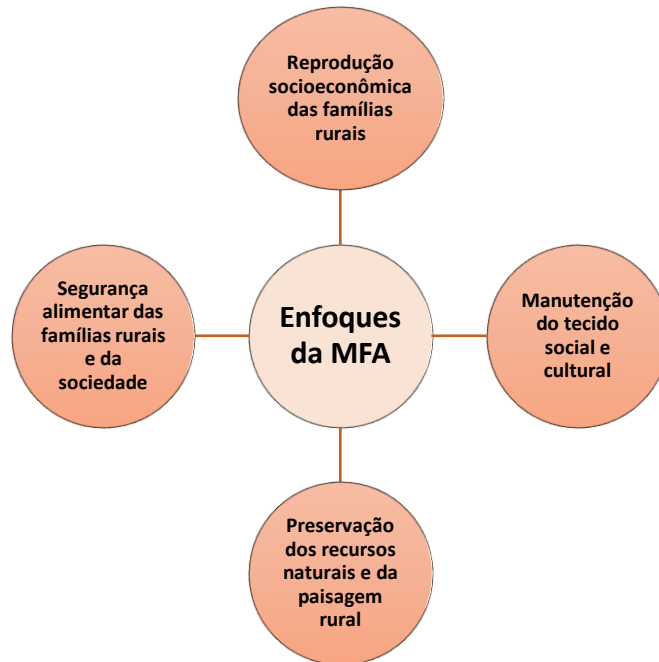 Reprodução
socioeconômica
das famílias
rurais
Segurança
alimentar das
famílias rurais
e da
sociedade
Enfoques
da MFA
Manutenção
do tecido
social e
cultural
Preservação
dos recursos
naturais e da
paisagem
rural